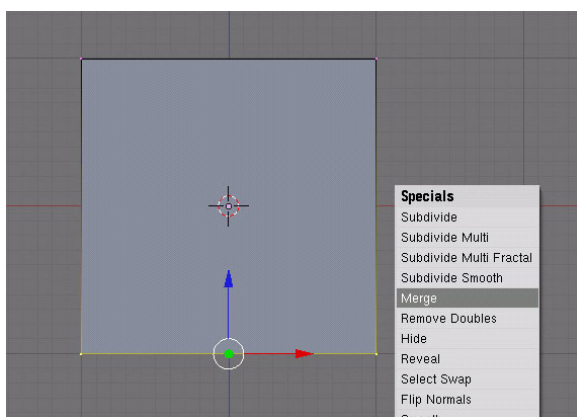 Specials
Subdivide
Subdivide Multi
Subdivide Multi Fractal
Subdivide Smooth
Merge
Remove Doubles
Hide
Reveal
Select Swap
Flip Normals